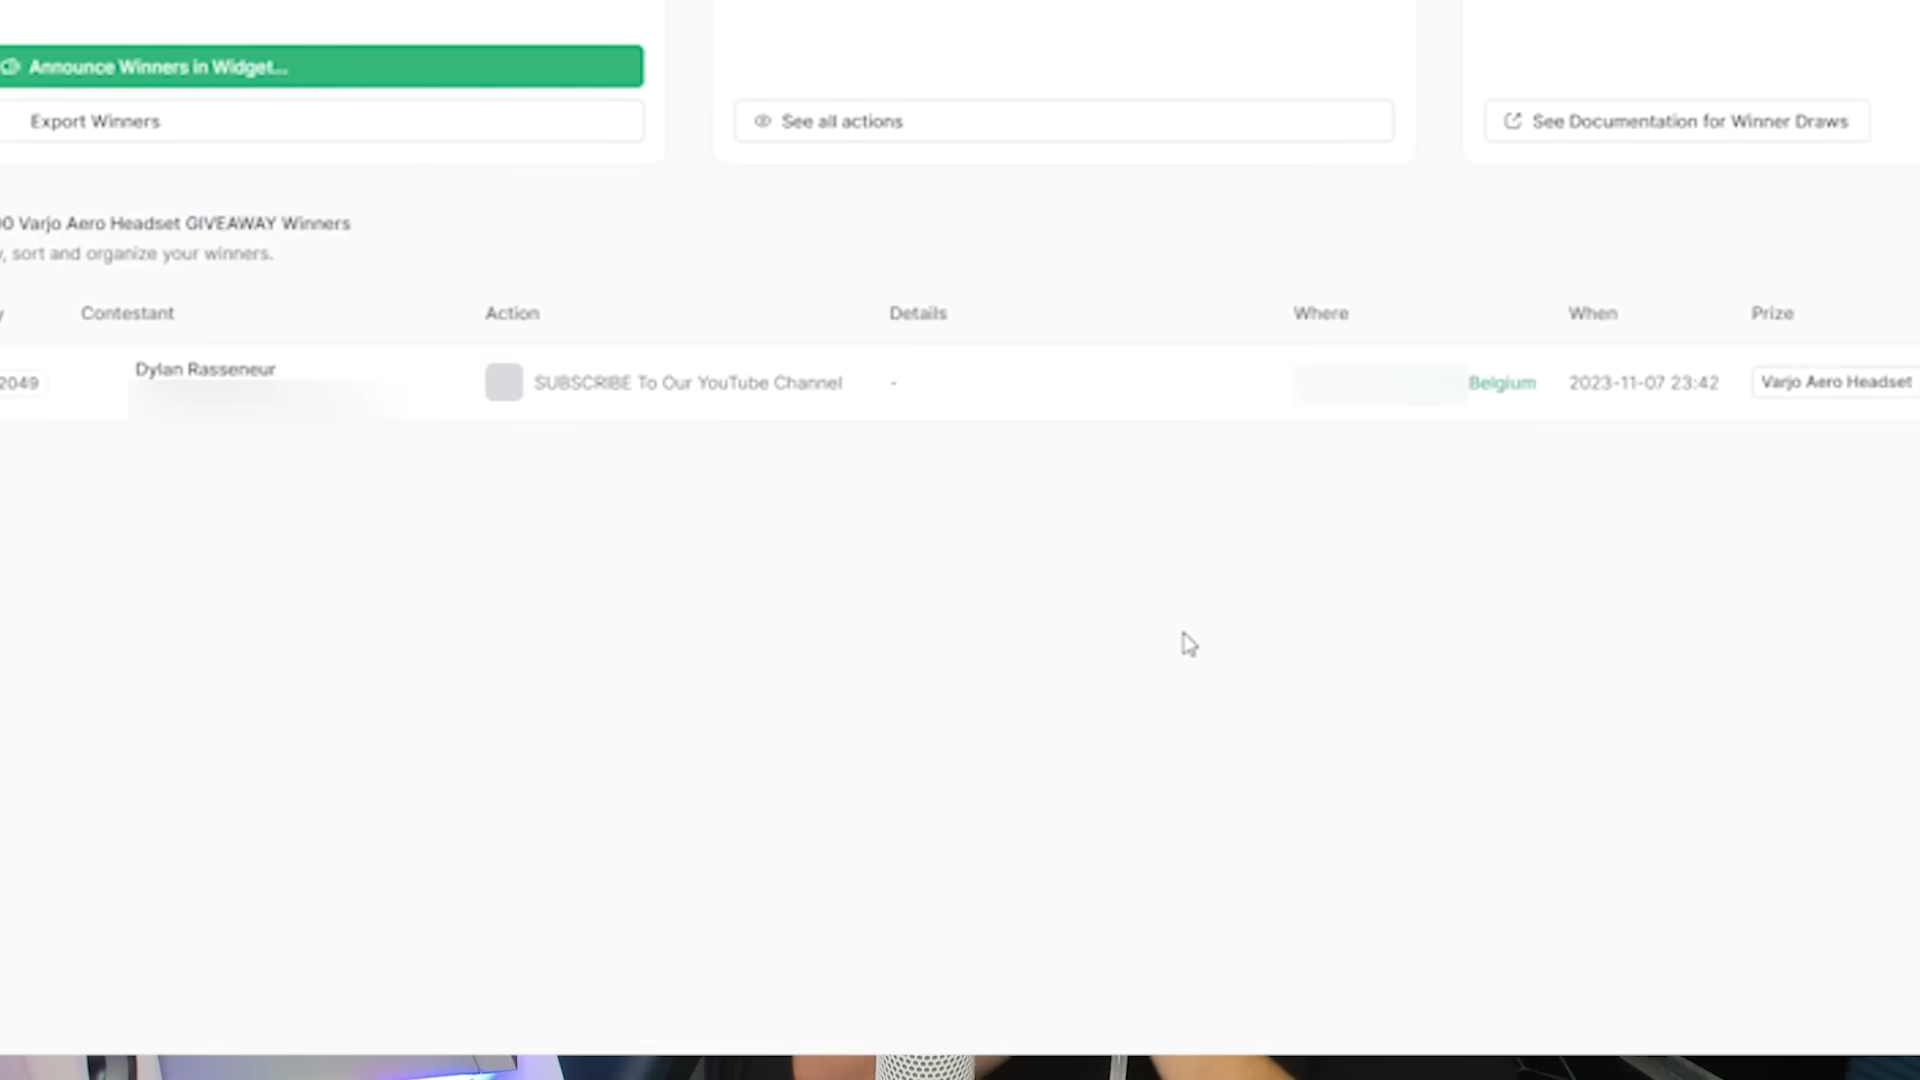 Announce Winners in Widget...
Export Winners
See all actions
See Documentation for Winner Draws
Varjo Aero Headset GIVEAWAY Winners
, sort and organize your winners.
Contestant Action Details Where When Prize
2049 Dylan Rasseneur SUBSCRIBE To Our YouTube Channel - Belgium 2023-11-07 23:42 Varjo Aero Headset